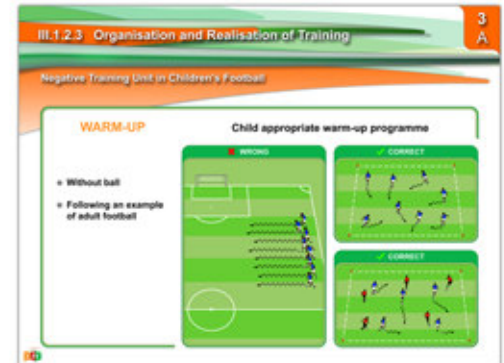 3
A
III.1.2.3 Organisation and Realisation of Training
Negative Training Unit in Children's Football
WARM-UP
Child appropriate warm-up programme
WRONG
CORRECT
Without ball
Following an example
of adult football
CORRECT